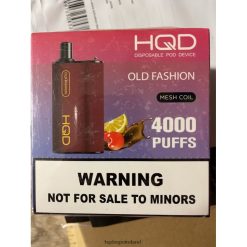 HQD
DISPOSABLE POD DEVICE
OLD FASHION
MESH COIL
HQD
4000
PUFFS
WARNING
NOT FOR SALE TO MINORS